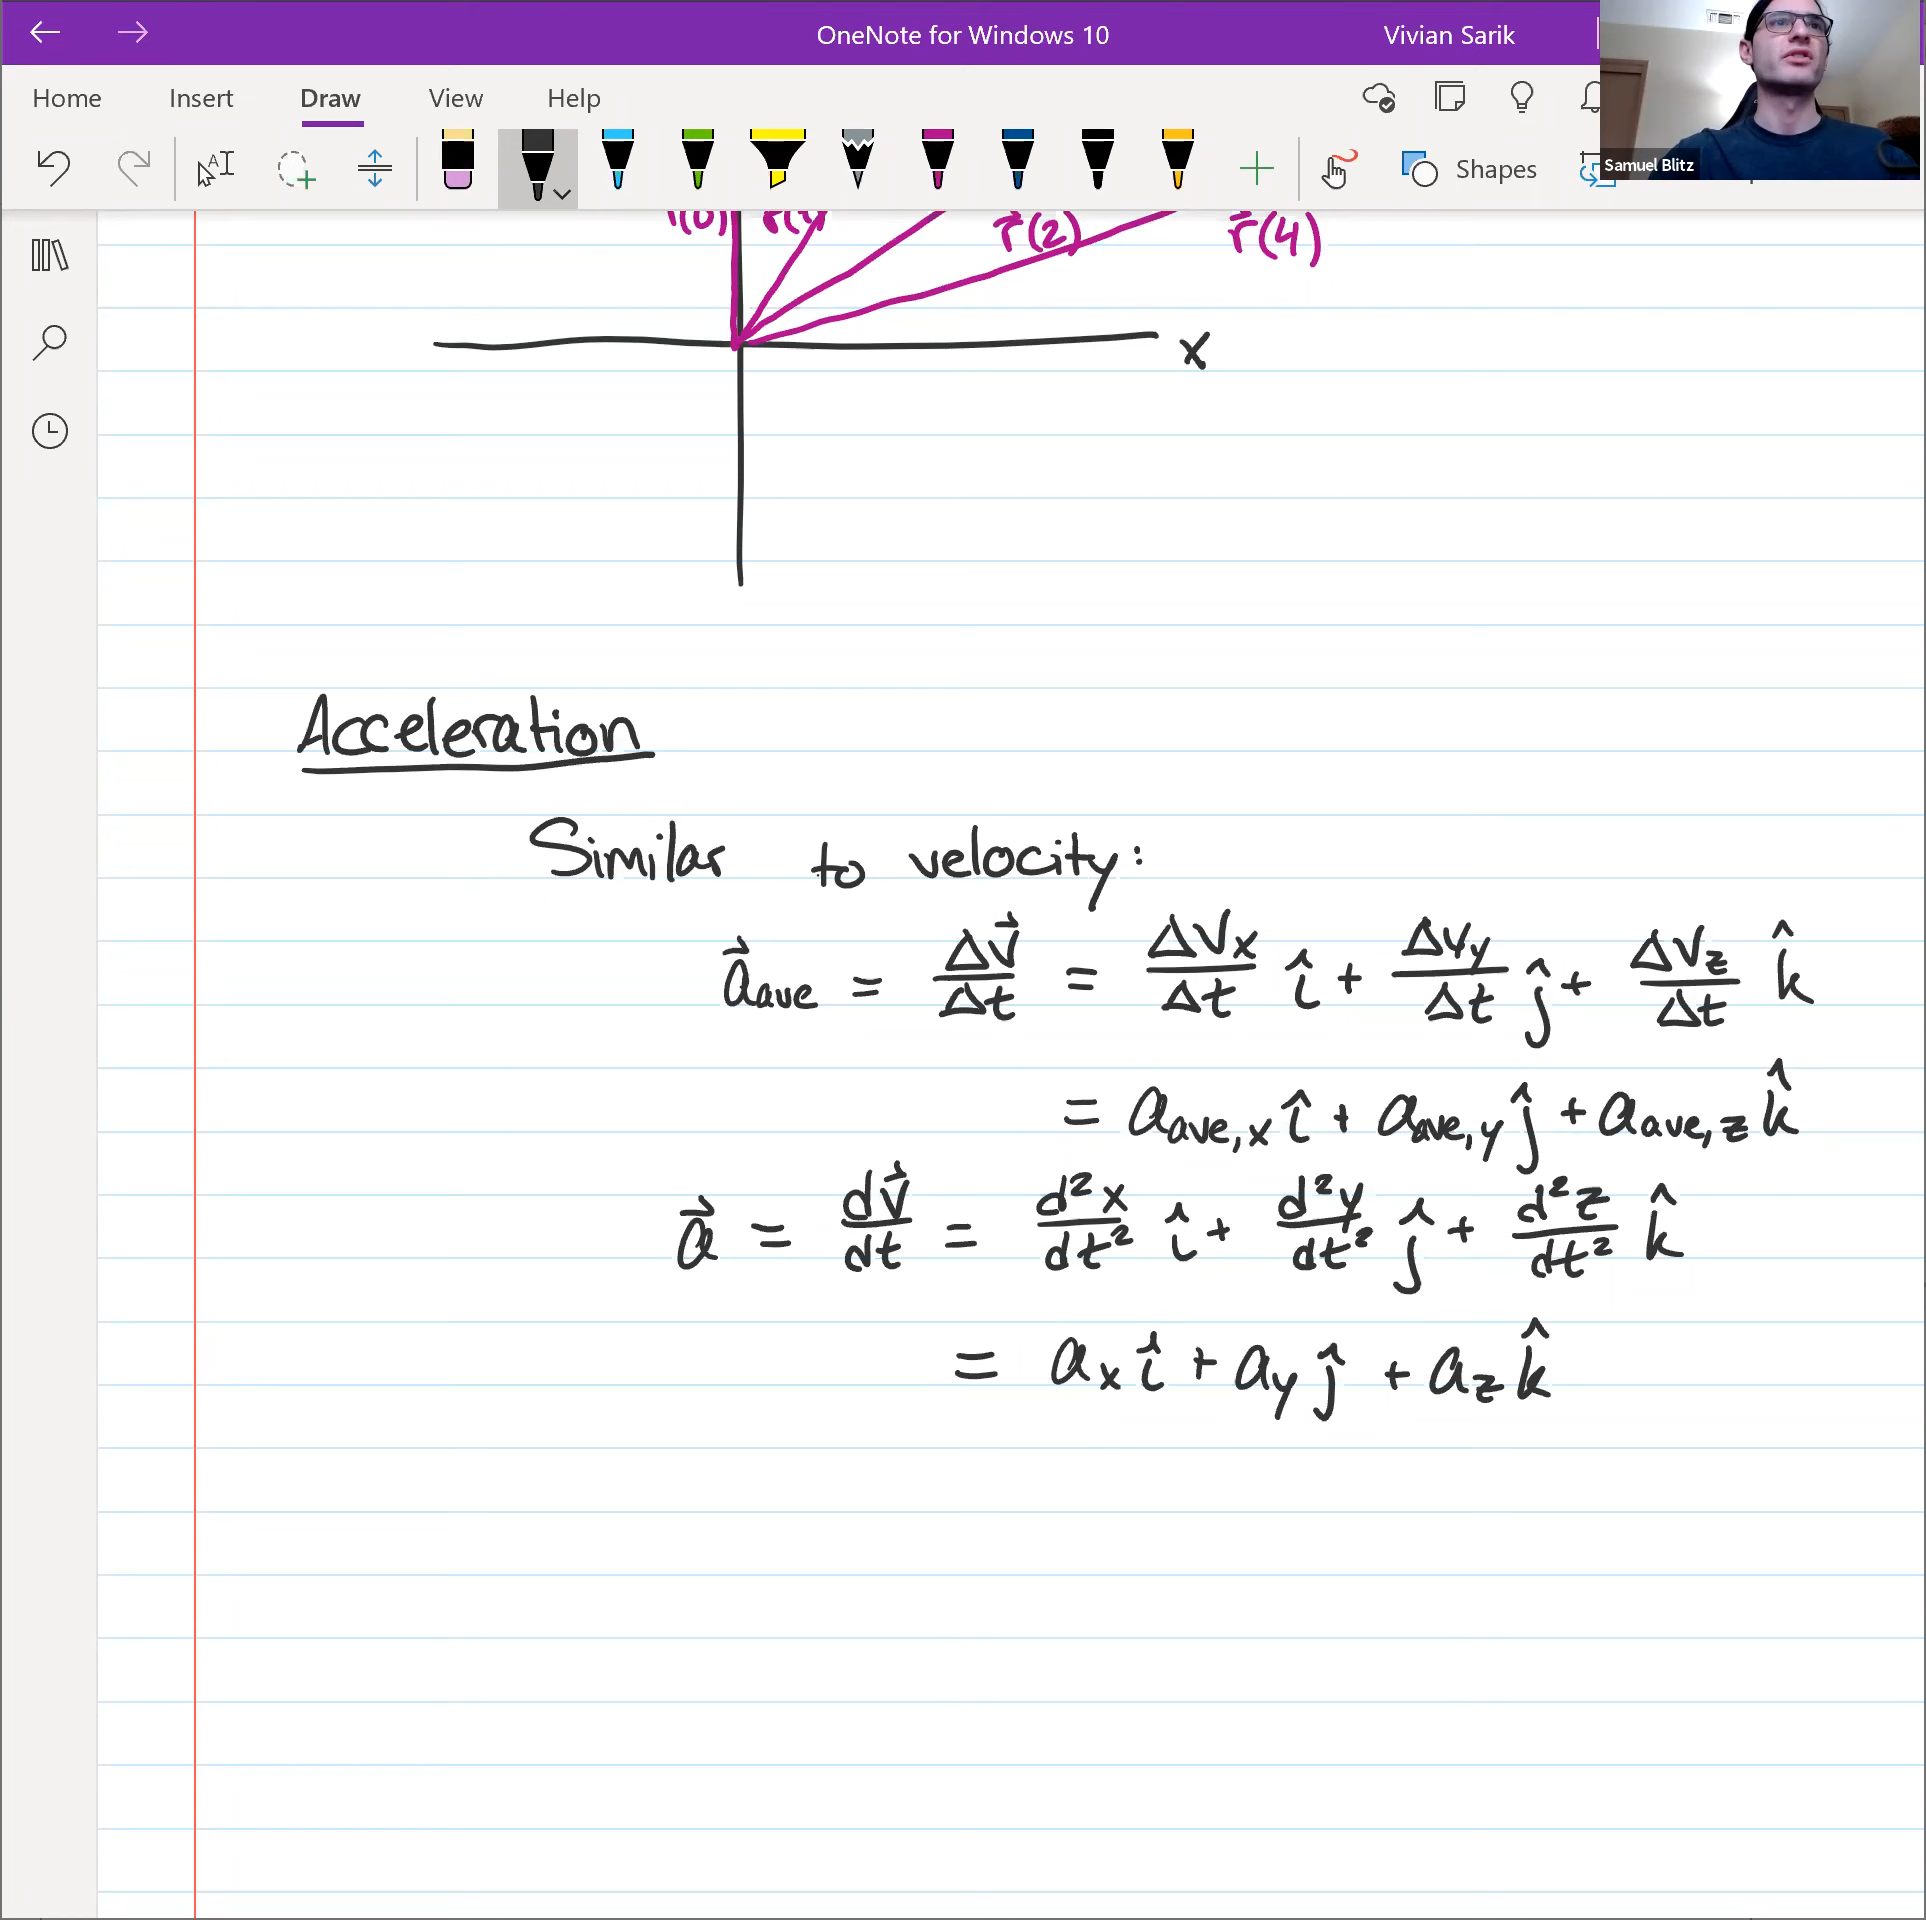 OneNote for Windows 10 Vivian Sarik
Home Insert Draw View Help
Shapes
Samuel Blitz
r⃗(2) r⃗(4)
x
Acceleration
Similar to velocity:
a⃗ave = ΔV⃗/Δt = ΔVx/Δt î + ΔVy/Δt ĵ + ΔVz/Δt k̂
= aave,x î + aave,y ĵ + aave,z k̂
a⃗ = dv⃗/dt = d²x/dt² î + d²y/dt² ĵ + d²z/dt² k̂
= ax î + ay ĵ + az k̂